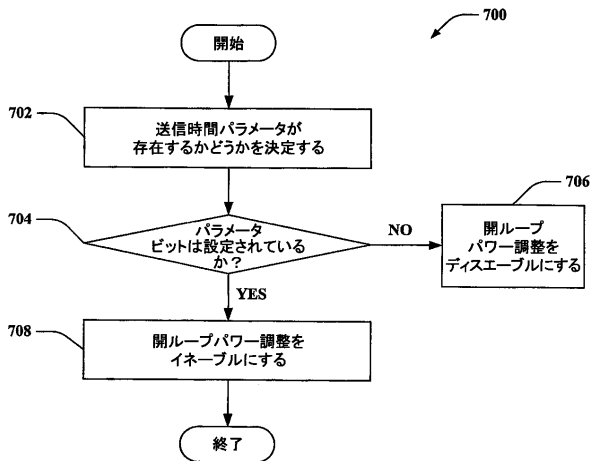 700
開始
702
送信時間パラメータが
存在するかどうかを決定する
704
パラメータ
ビットは設定されている
か？
NO
706
開ループ
パワー調整を
ディスエーブルにする
YES
708
開ループパワー調整を
イネーブルにする
終了